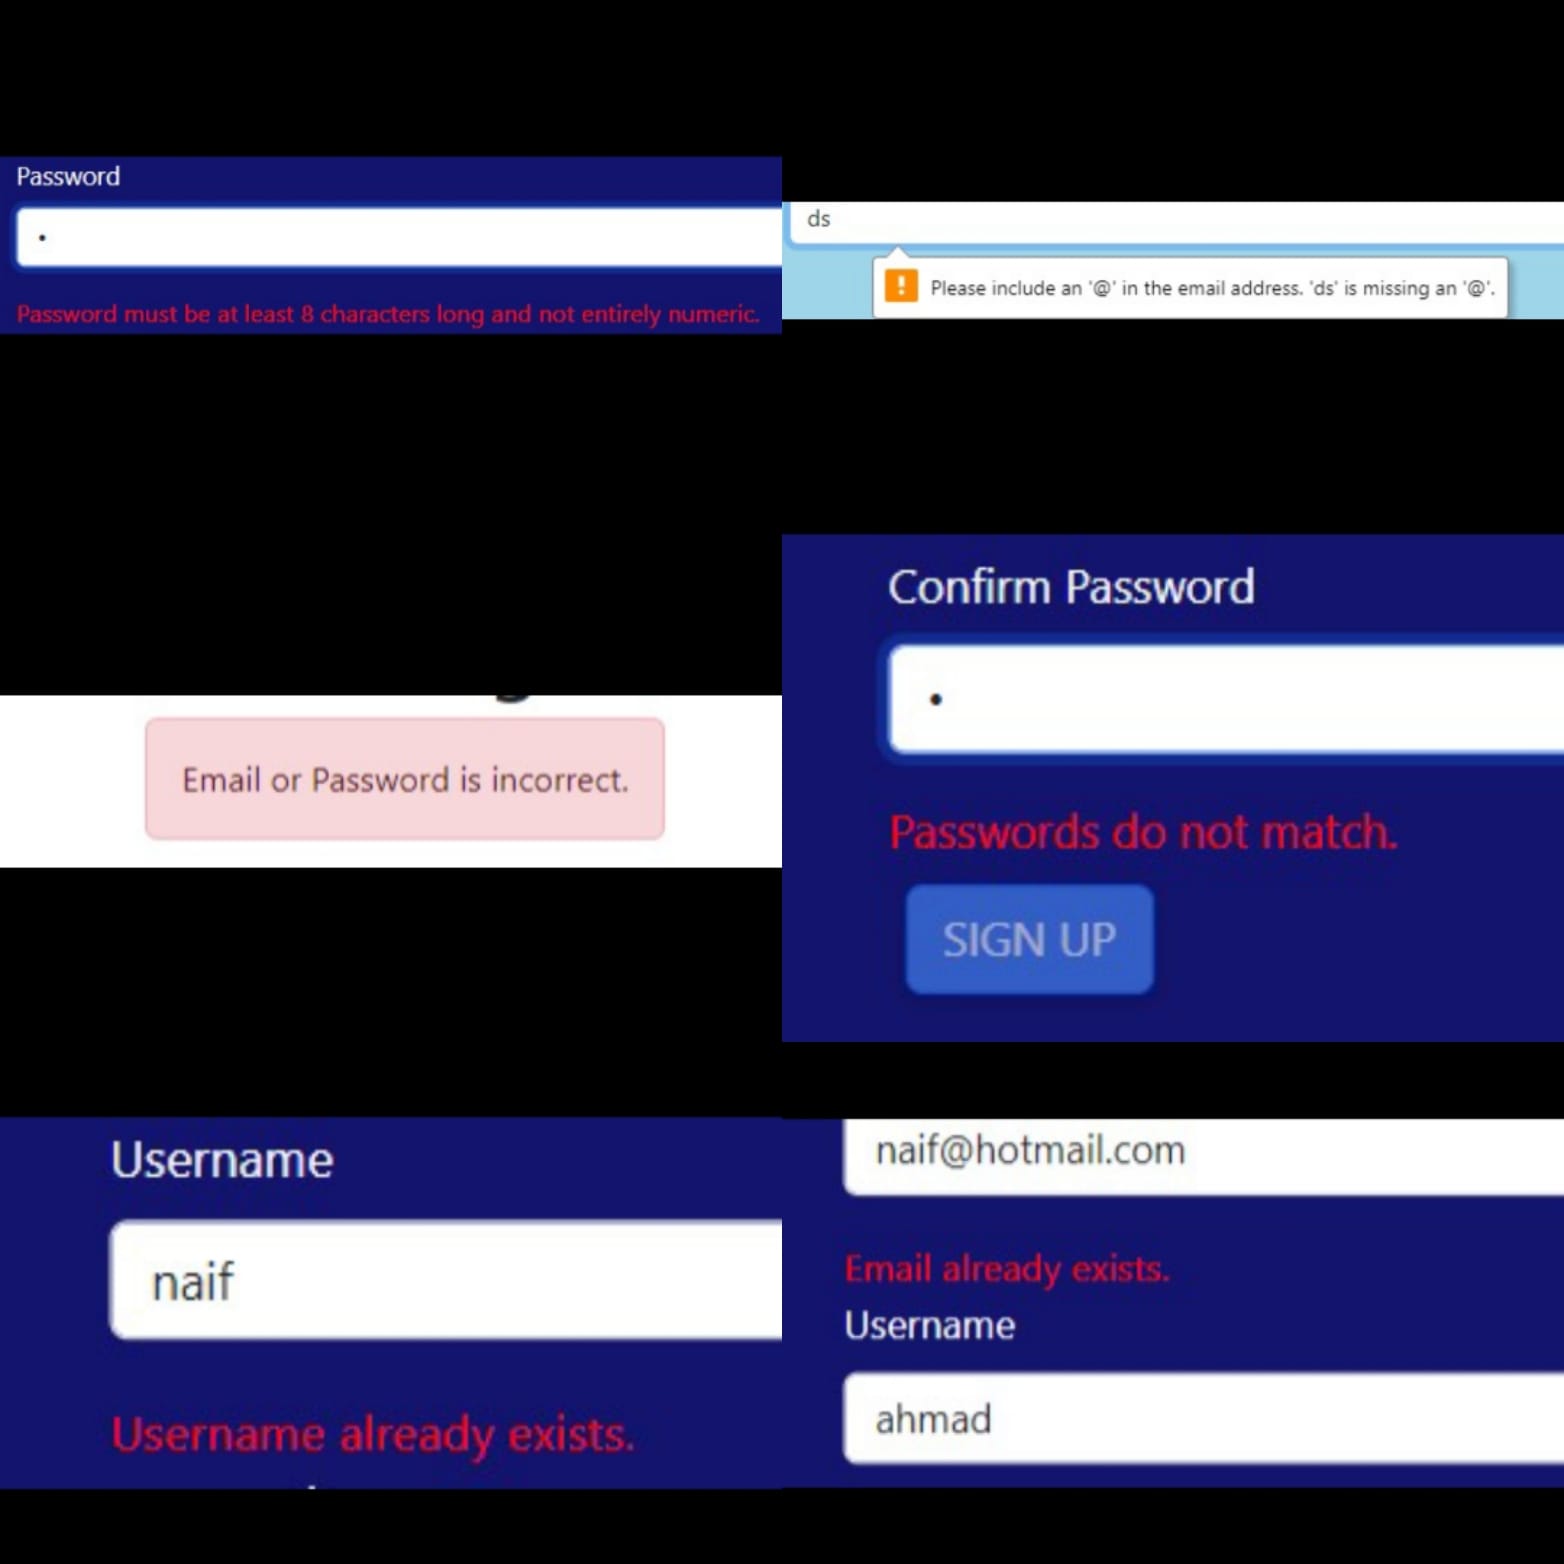 Password
Password must be at least 8 characters long and not entirely numeric.
ds
Please include an '@' in the email address. 'ds' is missing an '@'.
Email or Password is incorrect.
Confirm Password
Passwords do not match.
SIGN UP
Username
naif
Username already exists.
naif@hotmail.com
Email already exists.
Username
ahmad